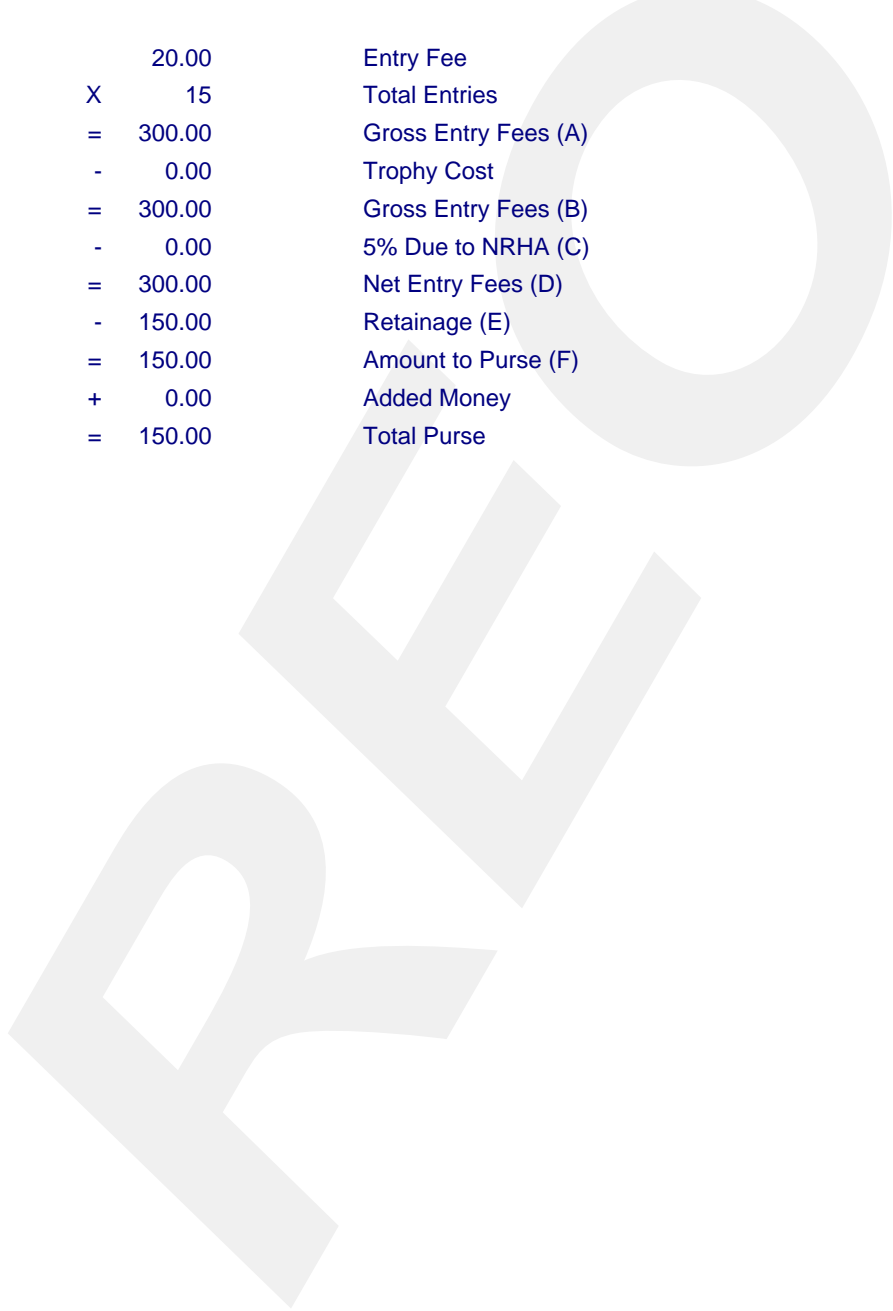 20.00 Entry Fee
X 15 Total Entries
= 300.00 Gross Entry Fees (A)
- 0.00 Trophy Cost
= 300.00 Gross Entry Fees (B)
- 0.00 5% Due to NRHA (C)
= 300.00 Net Entry Fees (D)
- 150.00 Retainage (E)
= 150.00 Amount to Purse (F)
+ 0.00 Added Money
= 150.00 Total Purse
REO